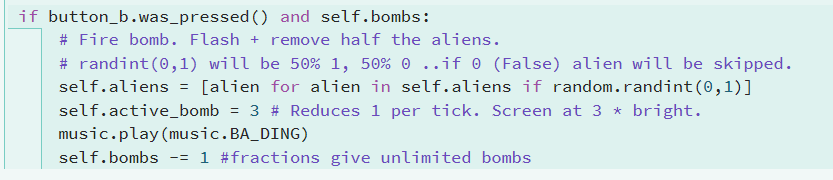 if button_b.was_pressed() and self.bombs:
    # Fire bomb. Flash + remove half the aliens.
    # randint(0,1) will be 50% 1, 50% 0 ..if 0 (False) alien will be skipped.
    self.aliens = [alien for alien in self.aliens if random.randint(0,1)]
    self.active_bomb = 3 # Reduces 1 per tick. Screen at 3 * bright.
    music.play(music.BA_DING)
    self.bombs -= 1 #fractions give unlimited bombs